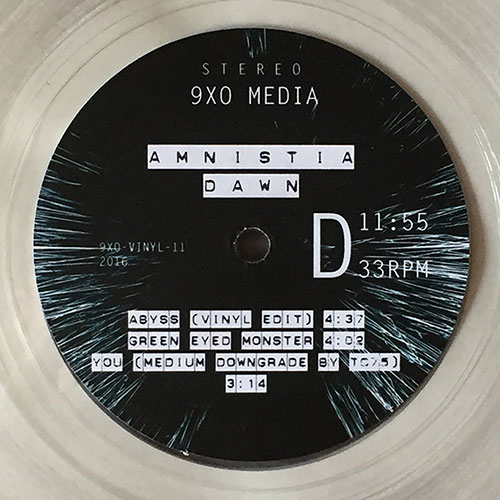 STEREO
9XO MEDIA
AMNISTIA
DAWN
D
11:55
33RPM
9XO-VINYL-11
2016
ABYSS (VINYL EDIT) 4:37
GREEN EYED MONSTER 4:02
YOU (MEDIUM DOWNGRADE BY TC75)
3:14